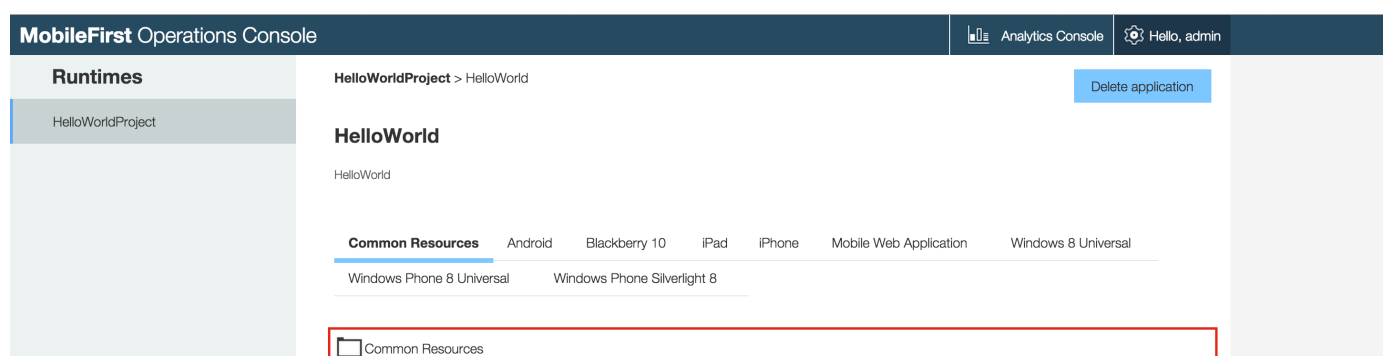 MobileFirst Operations Console
Analytics Console
Hello, admin
Runtimes
HelloWorldProject
HelloWorldProject > HelloWorld
Delete application
HelloWorld
HelloWorld
Common Resources Android Blackberry 10 iPad iPhone Mobile Web Application Windows 8 Universal
Windows Phone 8 Universal Windows Phone Silverlight 8
Common Resources